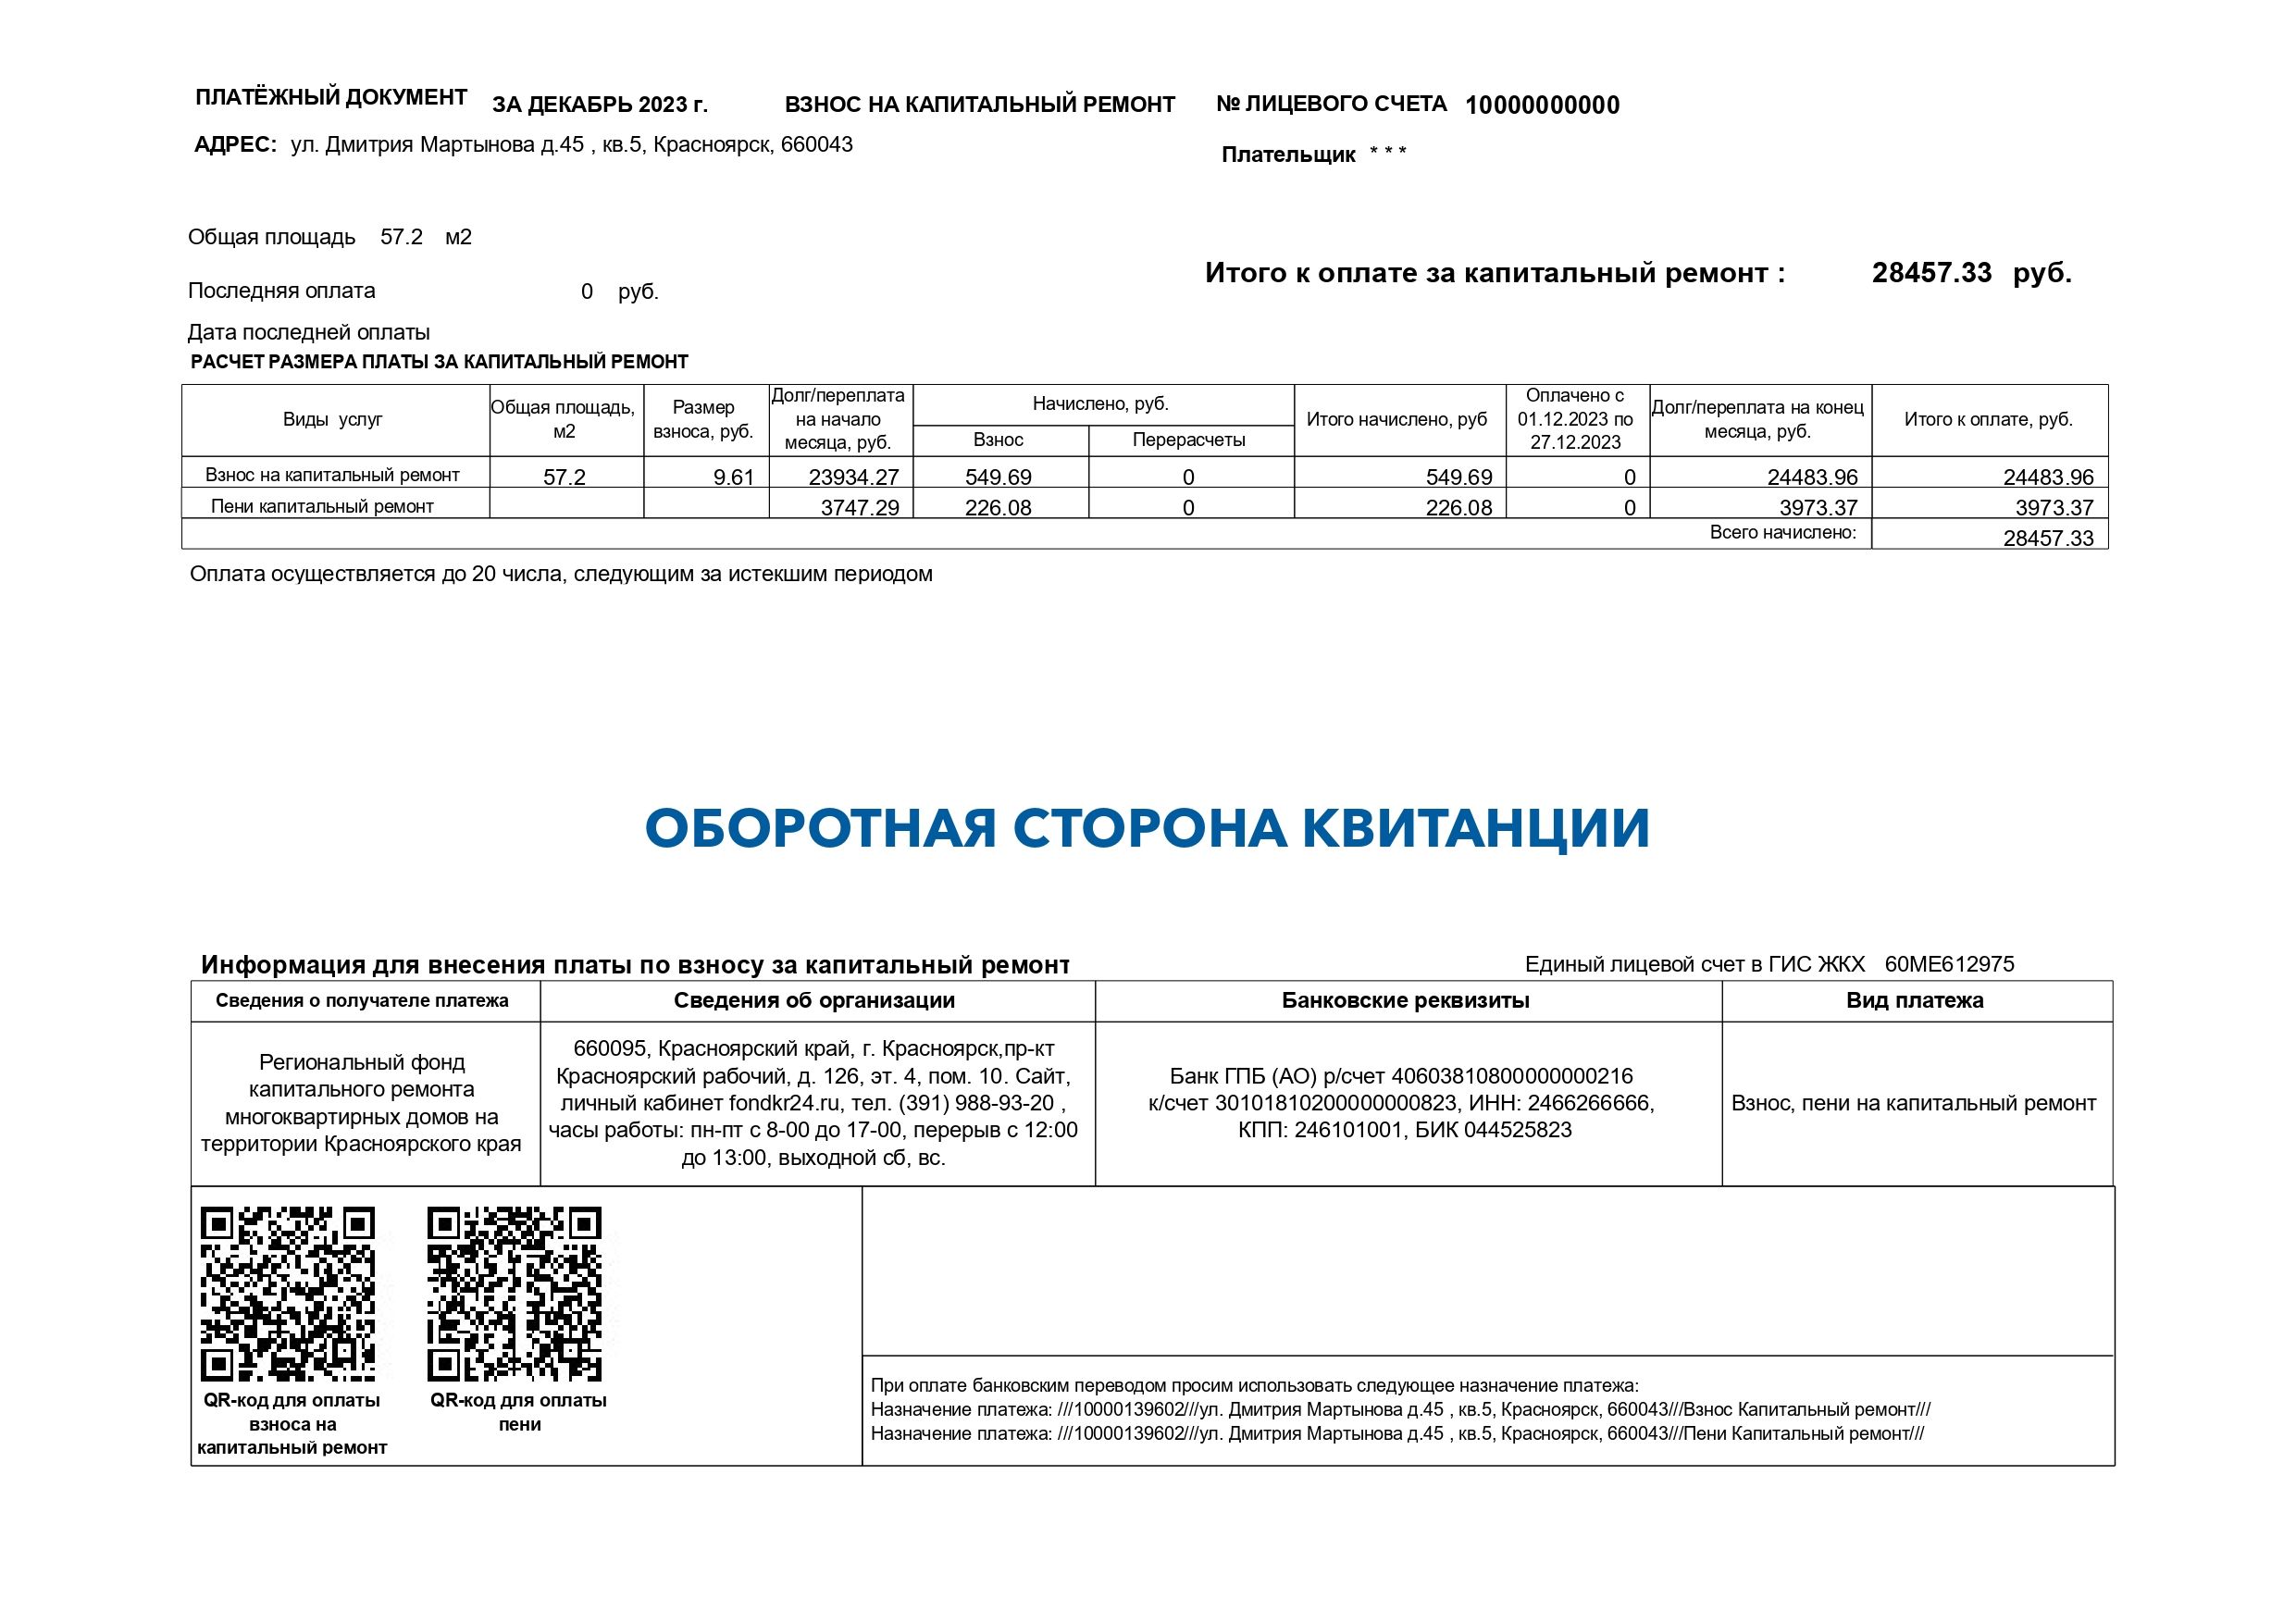 ПЛАТЁЖНЫЙ ДОКУМЕНТ ЗА ДЕКАБРЬ 2023 г. ВЗНОС НА КАПИТАЛЬНЫЙ РЕМОНТ № ЛИЦЕВОГО СЧЕТА 10000000000
АДРЕС: ул. Дмитрия Мартынова д.45 , кв.5, Красноярск, 660043
Плательщик * * *
Общая площадь 57.2 м2
Итого к оплате за капитальный ремонт : 28457.33 руб.
Последняя оплата 0 руб.
Дата последней оплаты
РАСЧЕТ РАЗМЕРА ПЛАТЫ ЗА КАПИТАЛЬНЫЙ РЕМОНТ
Виды услуг
Общая площадь,
м2
Размер
взноса, руб.
Долг/переплата
на начало
месяца, руб.
Начислено, руб.
Взнос
Перерасчеты
Итого начислено, руб
Оплачено с
01.12.2023 по
27.12.2023
Долг/переплата на конец
месяца, руб.
Итого к оплате, руб.
Взнос на капитальный ремонт 57.2 9.61 23934.27 549.69 0 549.69 0 24483.96 24483.96
Пени капитальный ремонт 3747.29 226.08 0 226.08 0 3973.37 3973.37
Всего начислено: 28457.33
Оплата осуществляется до 20 числа, следующим за истекшим периодом
ОБОРОТНАЯ СТОРОНА КВИТАНЦИИ
Информация для внесения платы по взносу за капитальный ремонт
Единый лицевой счет в ГИС ЖКХ 60МЕ612975
Сведения о получателе платежа
Сведения об организации
Банковские реквизиты
Вид платежа
Региональный фонд
капитального ремонта
многоквартирных домов на
территории Красноярского края
660095, Красноярский край, г. Красноярск,пр-кт
Красноярский рабочий, д. 126, эт. 4, пом. 10. Сайт,
личный кабинет fondkr24.ru, тел. (391) 988-93-20 ,
часы работы: пн-пт с 8-00 до 17-00, перерыв с 12:00
до 13:00, выходной сб, вс.
Банк ГПБ (АО) р/счет 40603810800000000216
к/счет 30101810200000000823, ИНН: 2466266666,
КПП: 246101001, БИК 044525823
Взнос, пени на капитальный ремонт
QR-код для оплаты
взноса на
капитальный ремонт
QR-код для оплаты
пени
При оплате банковским переводом просим использовать следующее назначение платежа:
Назначение платежа: ///10000139602///ул. Дмитрия Мартынова д.45 , кв.5, Красноярск, 660043///Взнос Капитальный ремонт///
Назначение платежа: ///10000139602///ул. Дмитрия Мартынова д.45 , кв.5, Красноярск, 660043///Пени Капитальный ремонт///